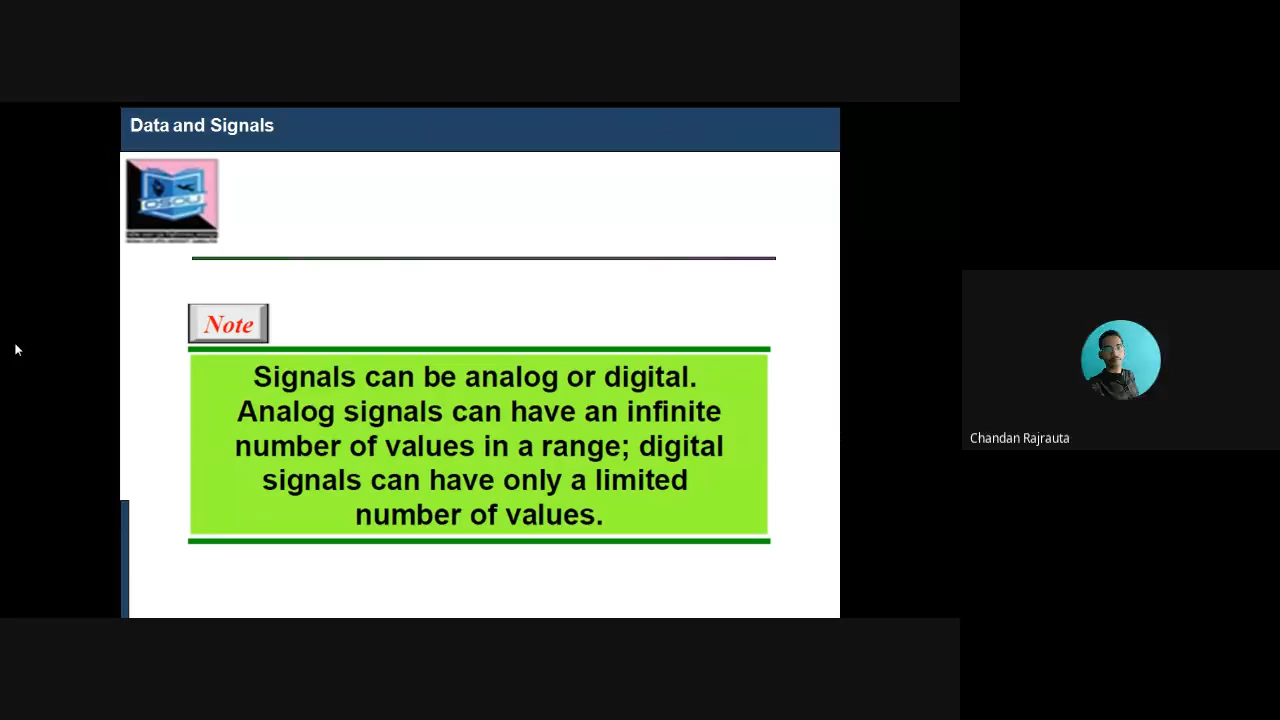 Data and Signals
OSOU
Note
Signals can be analog or digital.
Analog signals can have an infinite
number of values in a range; digital
signals can have only a limited
number of values.
Chandan Rajrauta